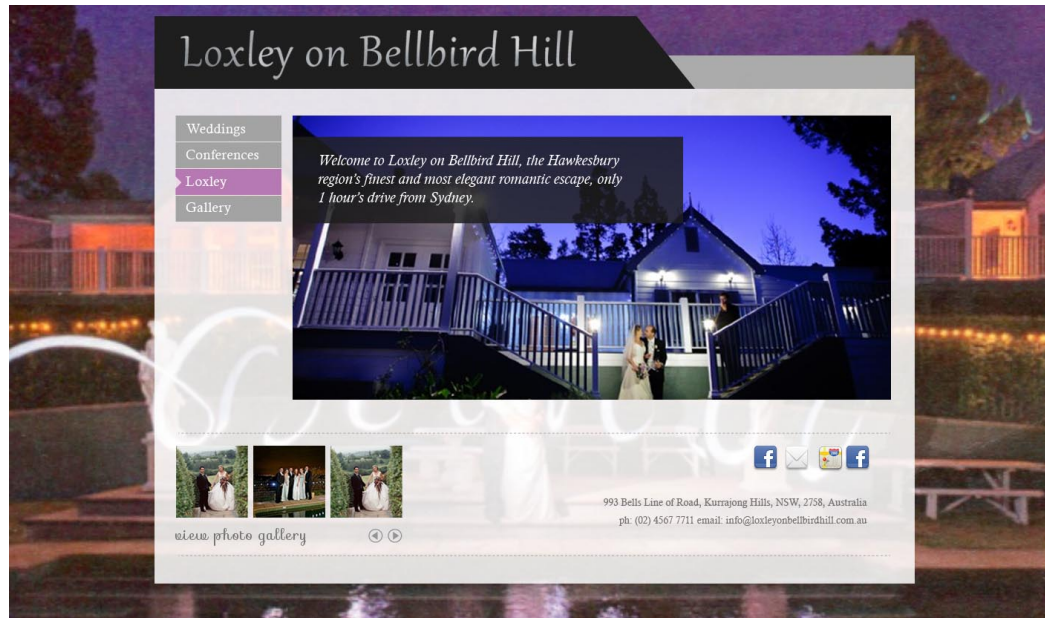 Loxley on Bellbird Hill
Weddings
Conferences
Loxley
Gallery
Welcome to Loxley on Bellbird Hill, the Hawkesbury
region's finest and most elegant romantic escape, only
1 hour's drive from Sydney.
view photo gallery
993 Bells Line of Road, Kurrajong Hills, NSW, 2758, Australia
ph: (02) 4567 7711 email: info@loxleyonbellbirdhill.com.au